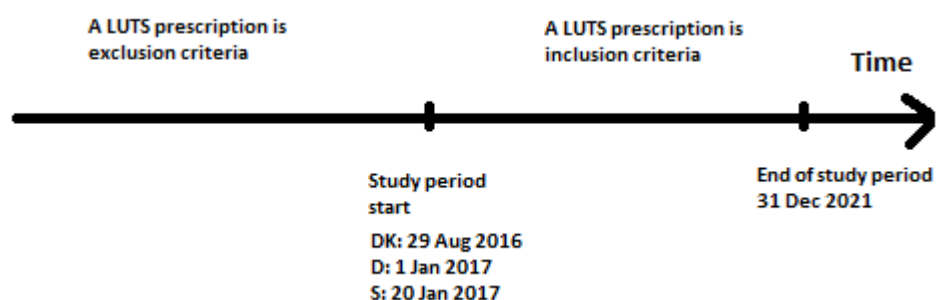 A LUTS prescription is
exclusion criteria
A LUTS prescription is
inclusion criteria
Time
Study period
start
DK: 29 Aug 2016
D: 1 Jan 2017
S: 20 Jan 2017
End of study period
31 Dec 2021